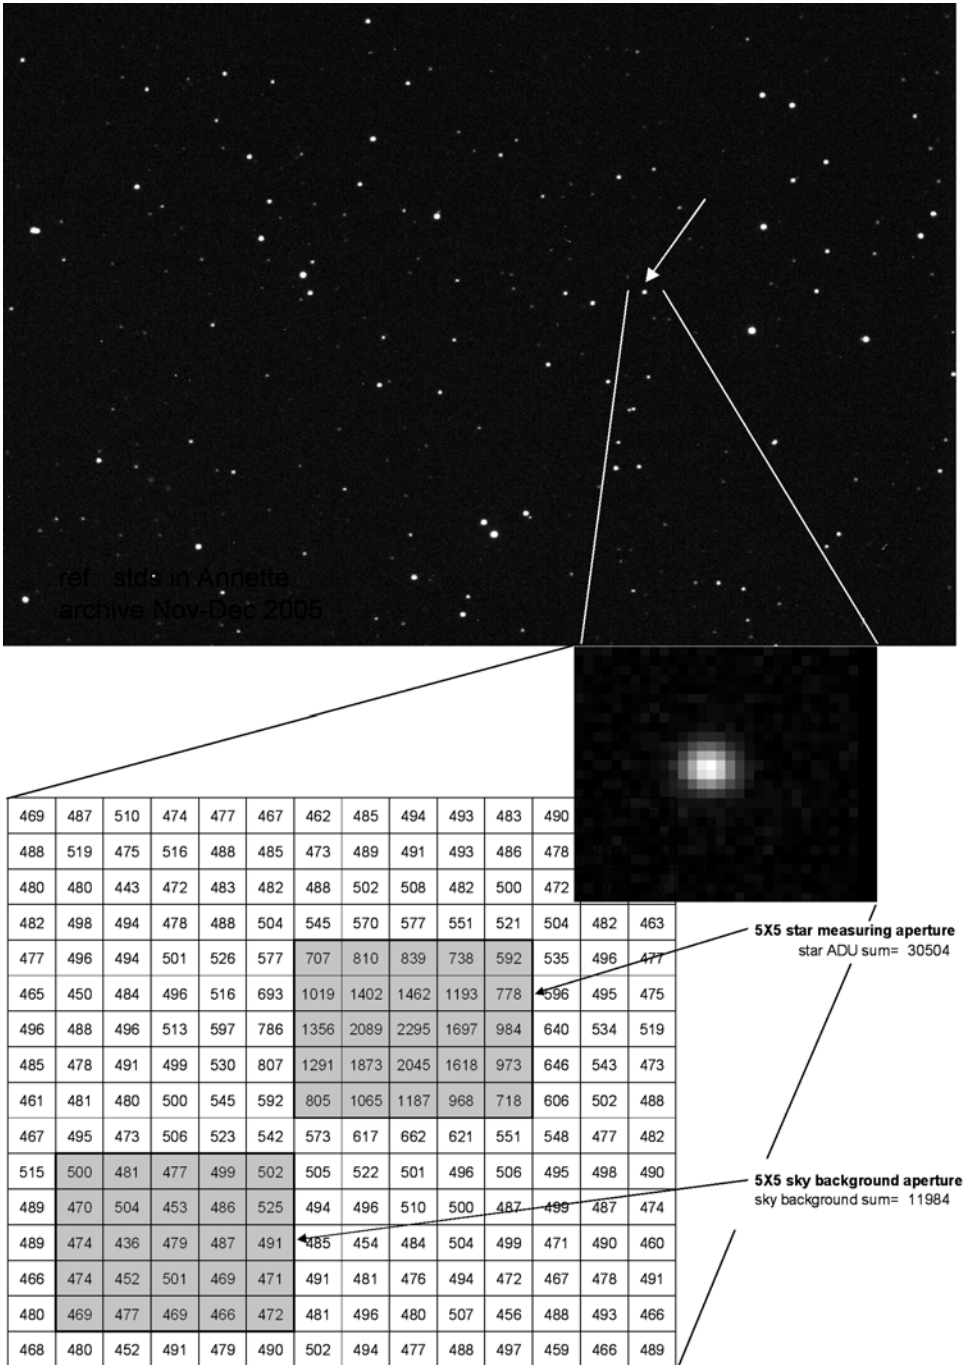 ref: stds in Annette
archive Nov-Dec 2005
469 487 510 474 477 467 462 485 494 493 483 490
488 519 475 516 488 485 473 489 491 493 486 478
480 480 443 472 483 482 488 502 508 482 500 472
482 498 494 478 488 504 545 570 577 551 521 504 482 463
5X5 star measuring aperture
star ADU sum= 30504
477 496 494 501 526 577 707 810 839 738 592 535 496 477
465 450 484 496 516 693 1019 1402 1462 1193 778 596 495 475
496 488 496 513 597 786 1356 2089 2295 1697 984 640 534 519
485 478 491 499 530 807 1291 1873 2045 1618 973 646 543 473
461 481 480 500 545 592 805 1065 1187 968 718 606 502 488
467 495 473 506 523 542 573 617 662 621 551 548 477 482
515 500 481 477 499 502 505 522 501 496 506 495 498 490
5X5 sky background aperture
sky background sum= 11984
489 470 504 453 486 525 494 496 510 500 487 499 487 474
489 474 436 479 487 491 485 454 484 504 499 471 490 460
466 474 452 501 469 471 491 481 476 494 472 467 478 491
480 469 477 469 466 472 481 496 480 507 456 488 493 466
468 480 452 491 479 490 502 494 477 488 497 459 466 489